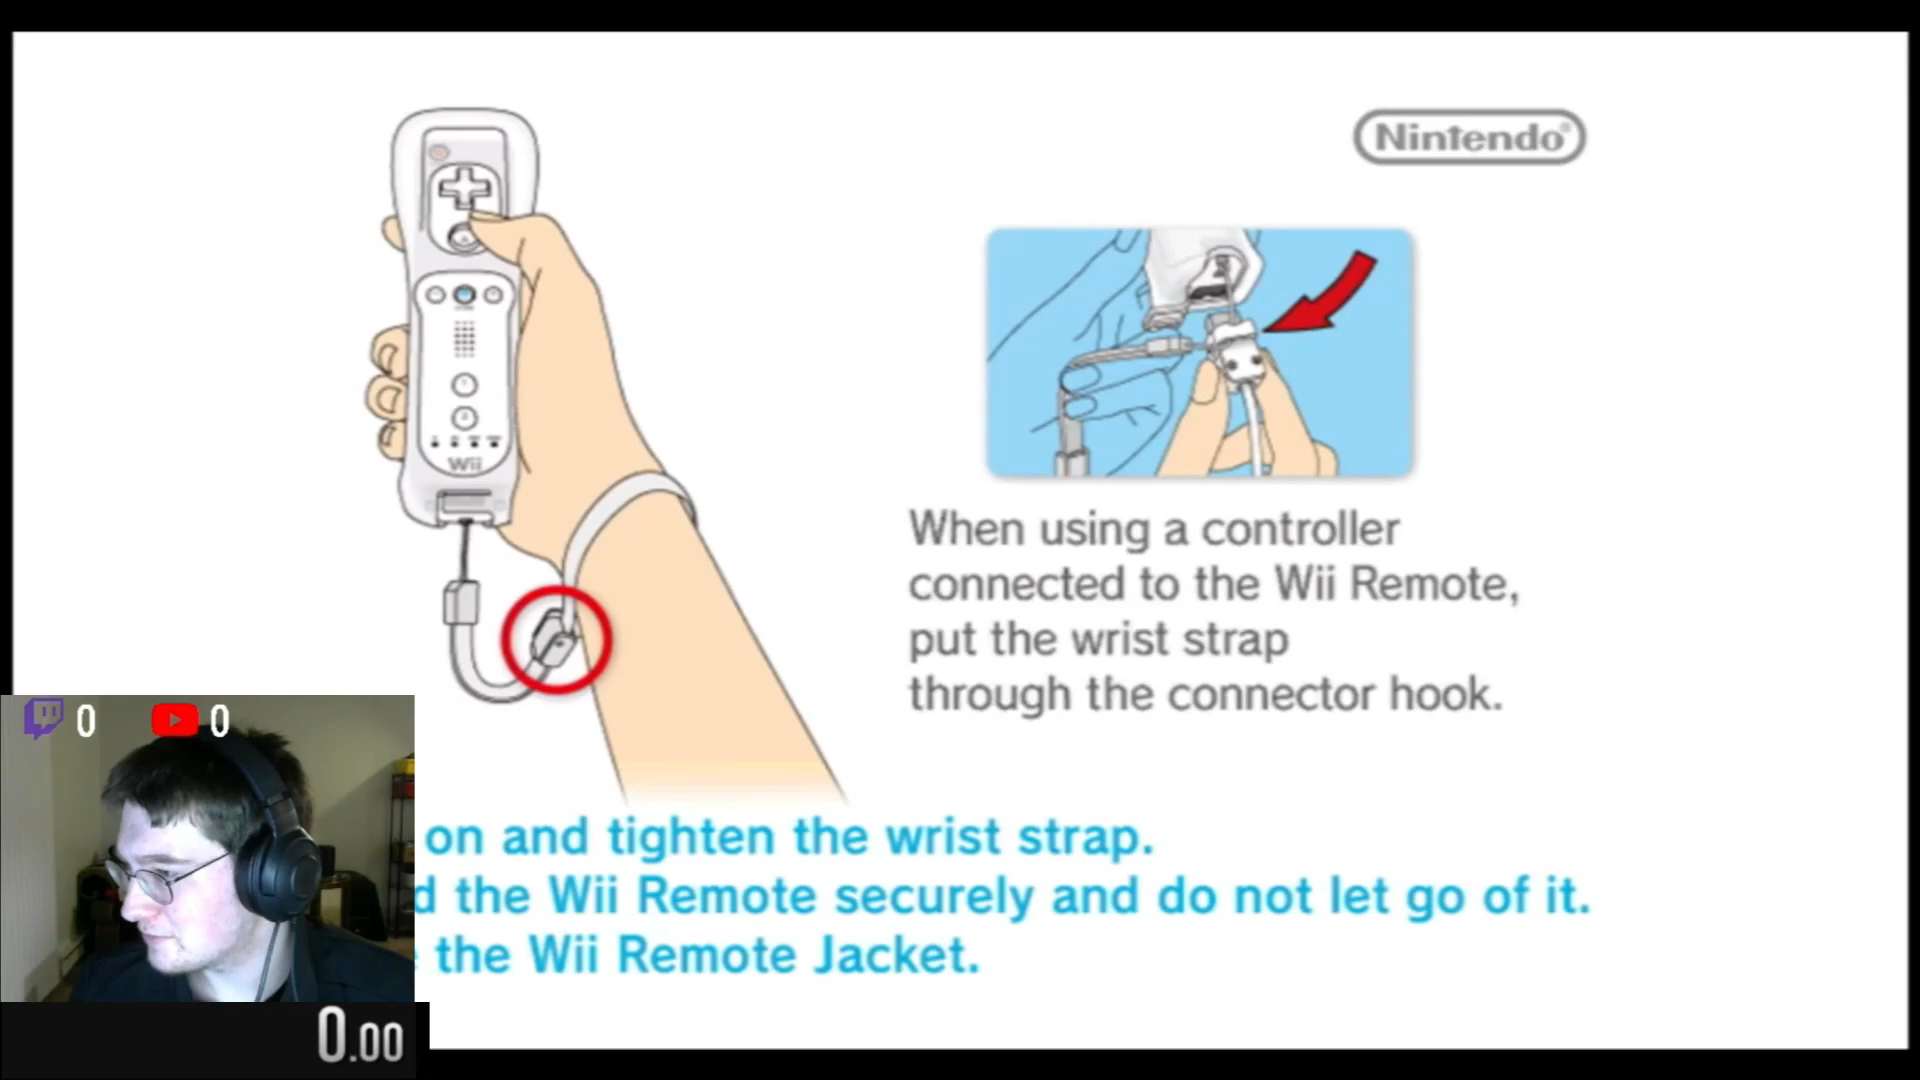 Nintendo®
Wii
When using a controller
connected to the Wii Remote,
put the wrist strap
through the connector hook.
0 0
on and tighten the wrist strap.
the Wii Remote securely and do not let go of it.
the Wii Remote Jacket.
0.00